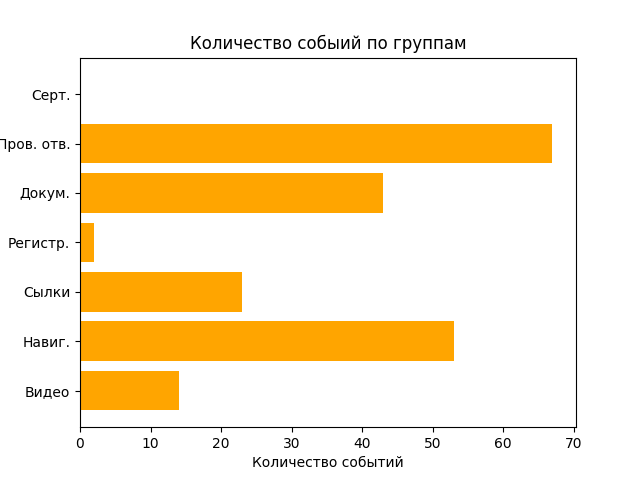 Количество собыий по группам
Серт.
Пров. отв.
Докум.
Регистр.
Сылки
Навиг.
Видео
0 10 20 30 40 50 60 70
Количество событий